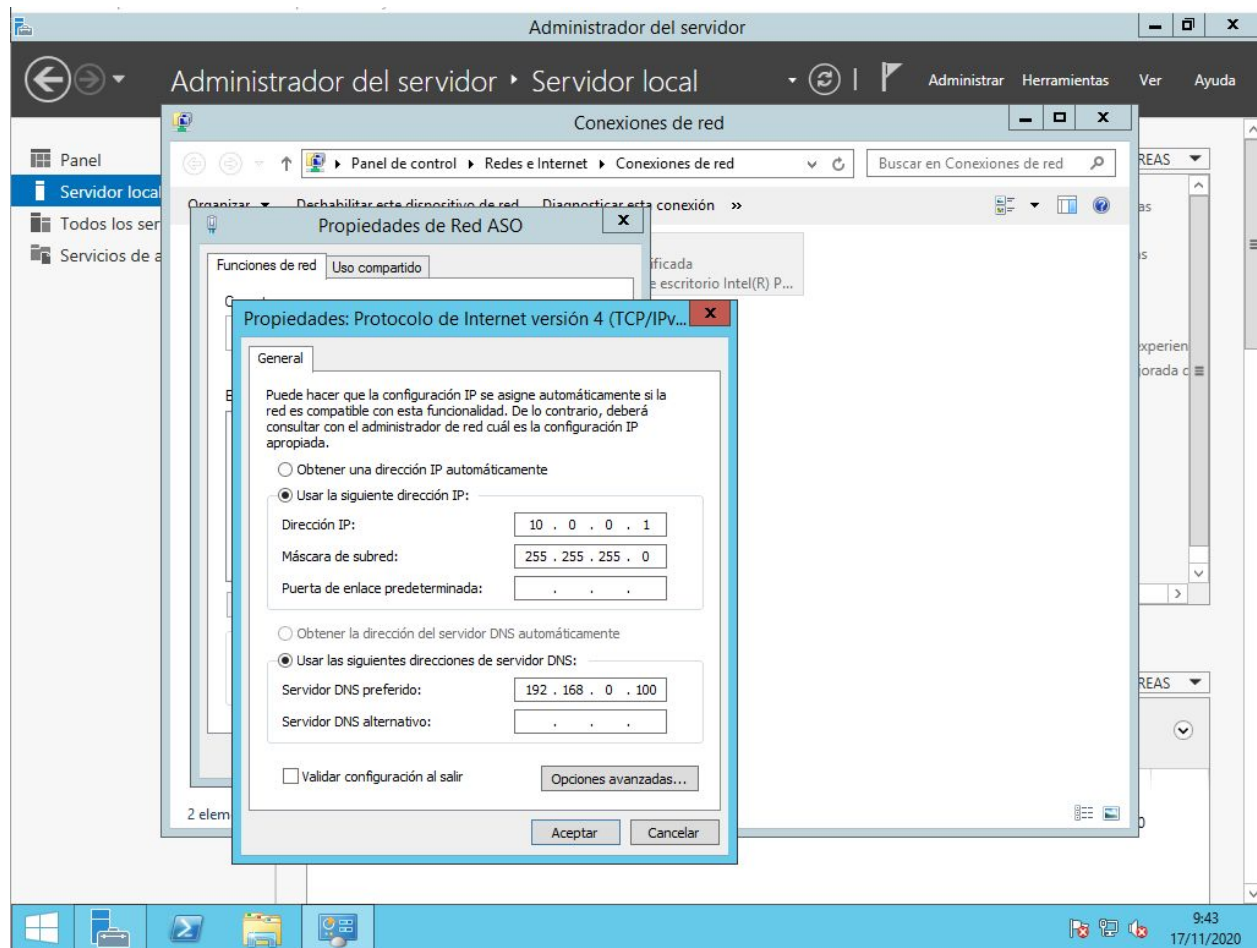 Administrador del servidor
Administrador del servidor ‣ Servidor local
Administrar Herramientas Ver Ayuda
Conexiones de red
Panel de control ‣ Redes e Internet ‣ Conexiones de red
Buscar en Conexiones de red
Panel
Servidor local
Todos los ser
Servicios de a
REAS
Organizar Deshabilitar este dispositivo de red Diagnosticar esta conexión »
as
Propiedades de Red ASO
Funciones de red Uso compartido
ificada
e escritorio Intel(R) P...
s
Propiedades: Protocolo de Internet versión 4 (TCP/IPv...
xperien
jorada c
General
Puede hacer que la configuración IP se asigne automáticamente si la
red es compatible con esta funcionalidad. De lo contrario, deberá
consultar con el administrador de red cuál es la configuración IP
apropiada.
Obtener una dirección IP automáticamente
Usar la siguiente dirección IP:
Dirección IP: 10 . 0 . 0 . 1
Máscara de subred: 255 . 255 . 255 . 0
Puerta de enlace predeterminada: . . .
Obtener la dirección del servidor DNS automáticamente
Usar las siguientes direcciones de servidor DNS:
Servidor DNS preferido: 192 . 168 . 0 . 100
REAS
Servidor DNS alternativo: . . .
Validar configuración al salir
Opciones avanzadas...
2 elem
Aceptar Cancelar
9:43
17/11/2020